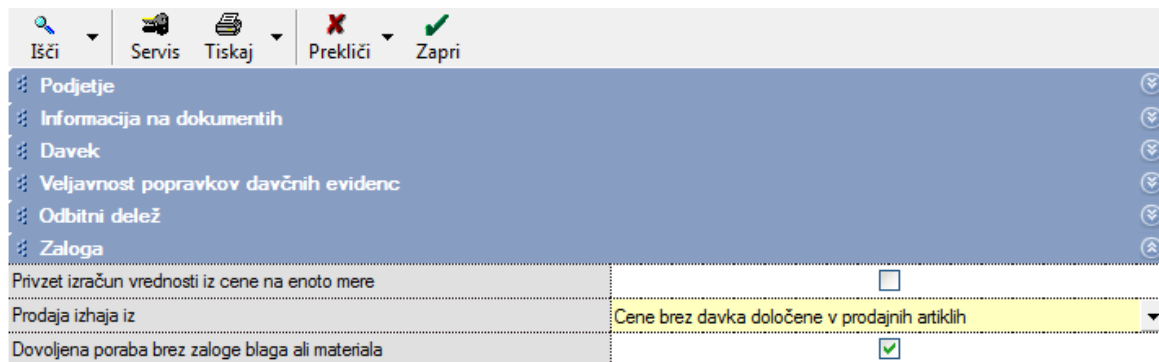 Išči Servis Tiskaj Prekliči Zapri
Podjetje
Informacija na dokumentih
Davek
Veljavnost popravkov davčnih evidenc
Odbitni delež
Zaloga
Privzet izračun vrednosti iz cene na enoto mere
Prodaja izhaja iz Cene brez davka določene v prodajnih artiklih
Dovoljena poraba brez zaloge blaga ali materiala